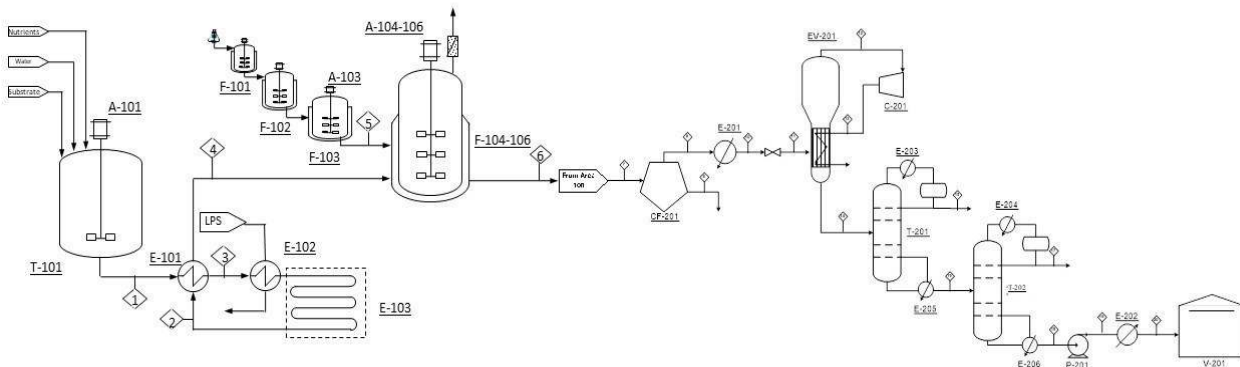 Nutrients
Water
Substrate
A-101
T-101
1
E-101
2
3
4
LPS
E-102
E-103
F-101
F-102
A-103
F-103
5
A-104-106
F-104-106
6
From Area
CF-201
E-201
EV-201
C-201
E-203
T-201
E-205
E-204
T-202
E-206
P-201
E-202
V-201